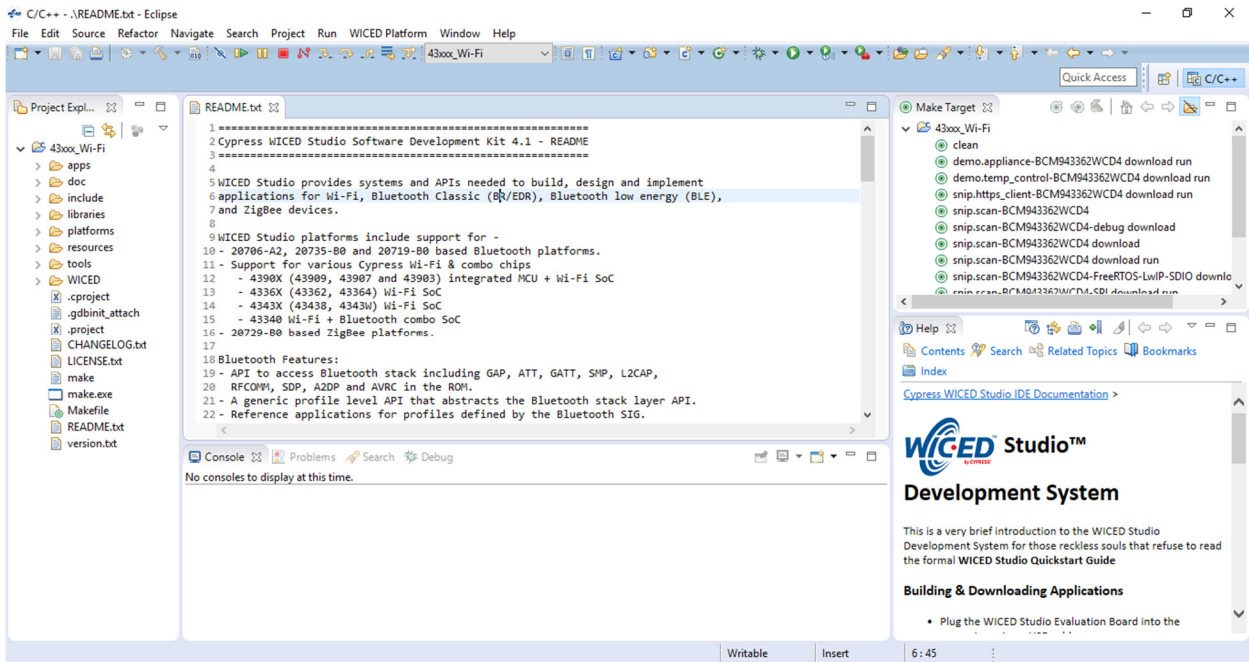 C/C++ - .\README.txt - Eclipse
File Edit Source Refactor Navigate Search Project Run WICED Platform Window Help
43xxx_Wi-Fi
Quick Access
C/C++
Project Expl...
43xxx_Wi-Fi
apps
doc
include
libraries
platforms
resources
tools
WICED
.cproject
.gdbinit_attach
.project
CHANGELOG.txt
LICENSE.txt
make
make.exe
Makefile
README.txt
version.txt
README.txt
1 ==========================================================
2 Cypress WICED Studio Software Development Kit 4.1 - README
3 ==========================================================
4
5 WICED Studio provides systems and APIs needed to build, design and implement
6 applications for Wi-Fi, Bluetooth Classic (BR/EDR), Bluetooth low energy (BLE),
7 and ZigBee devices.
8
9 WICED Studio platforms include support for -
10 - 20706-A2, 20735-B0 and 20719-B0 based Bluetooth platforms.
11 - Support for various Cypress Wi-Fi & combo chips
12 - 4390X (43909, 43907 and 43903) integrated MCU + Wi-Fi SoC
13 - 4336X (43362, 43364) Wi-Fi SoC
14 - 4343X (43438, 4343W) Wi-Fi SoC
15 - 43340 Wi-Fi + Bluetooth combo SoC
16 - 20729-B0 based ZigBee platforms.
17
18 Bluetooth Features:
19 - API to access Bluetooth stack including GAP, ATT, GATT, SMP, L2CAP,
20 RFCOMM, SDP, A2DP and AVRC in the ROM.
21 - A generic profile level API that abstracts the Bluetooth stack layer API.
22 - Reference applications for profiles defined by the Bluetooth SIG.
Console Problems Search Debug
No consoles to display at this time.
Make Target
43xxx_Wi-Fi
clean
demo.appliance-BCM943362WCD4 download run
demo.temp_control-BCM943362WCD4 download run
snip.https_client-BCM943362WCD4 download run
snip.scan-BCM943362WCD4
snip.scan-BCM943362WCD4-debug download
snip.scan-BCM943362WCD4 download
snip.scan-BCM943362WCD4 download run
snip.scan-BCM943362WCD4-FreeRTOS-LwIP-SDIO downlo
snip.scan-BCM943362WCD4-SPI download run
Help
Contents Search Related Topics Bookmarks
Index
Cypress WICED Studio IDE Documentation >
WICED Studio™
by CYPRESS
Development System
This is a very brief introduction to the WICED Studio
Development System for those reckless souls that refuse to read
the formal WICED Studio Quickstart Guide
Building & Downloading Applications
• Plug the WICED Studio Evaluation Board into the
Writable Insert 6 : 45